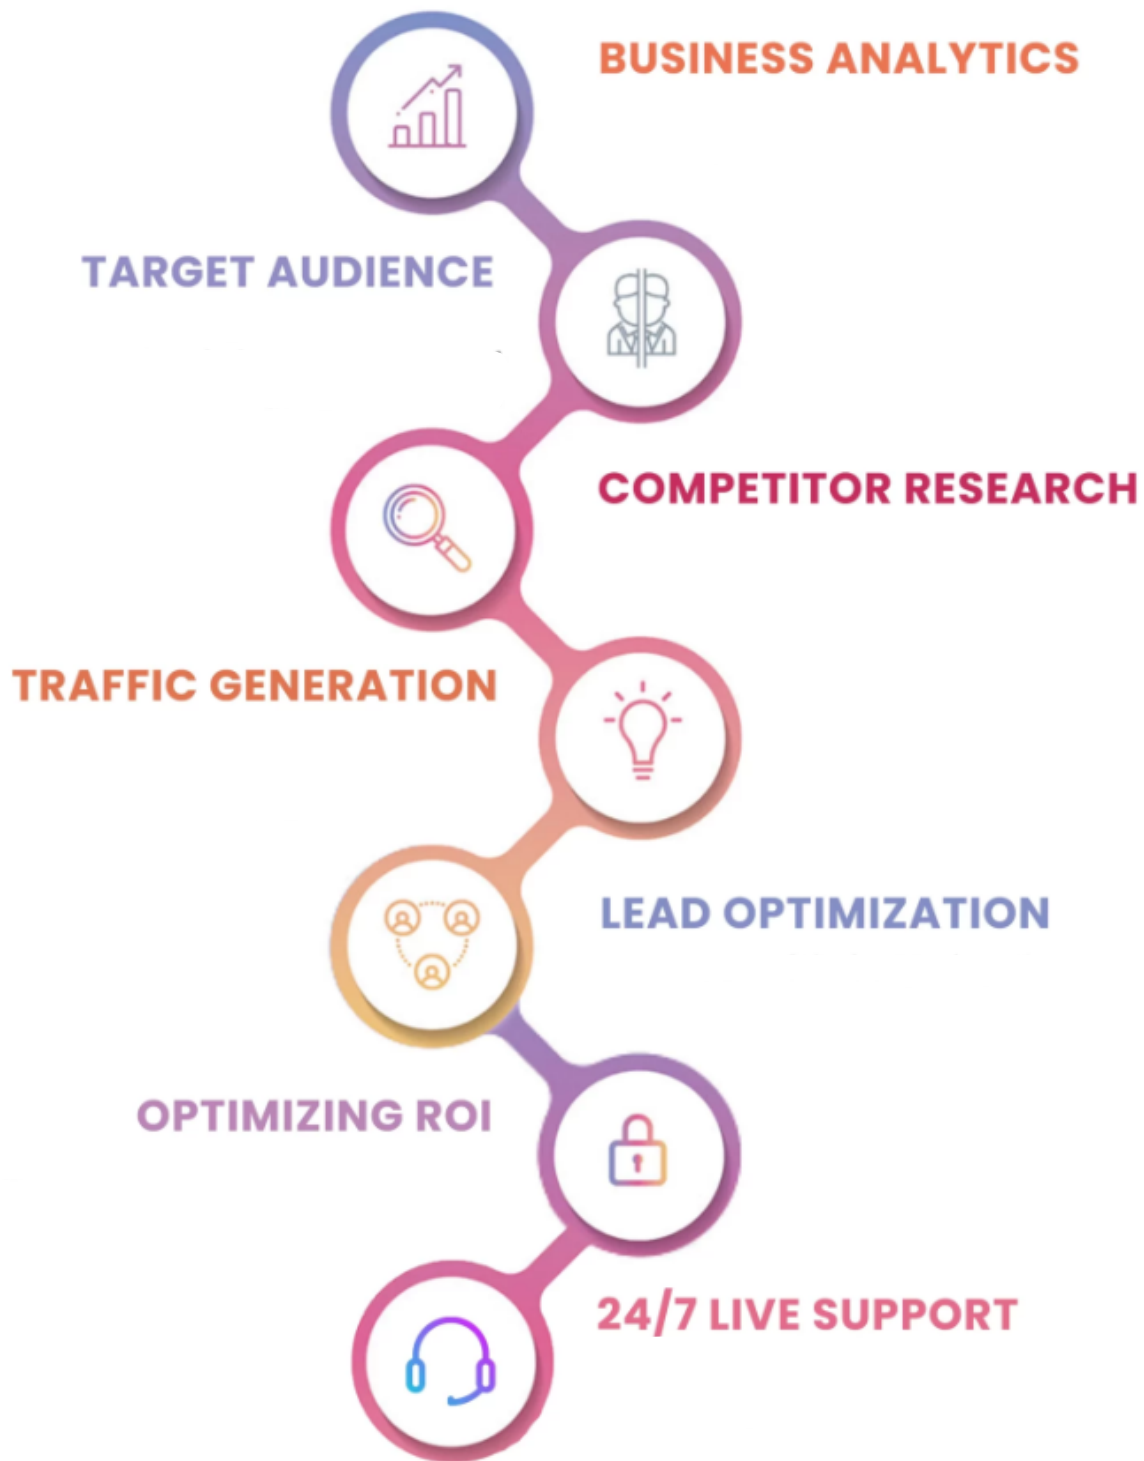 BUSINESS ANALYTICS
TARGET AUDIENCE
COMPETITOR RESEARCH
TRAFFIC GENERATION
LEAD OPTIMIZATION
OPTIMIZING ROI
24/7 LIVE SUPPORT